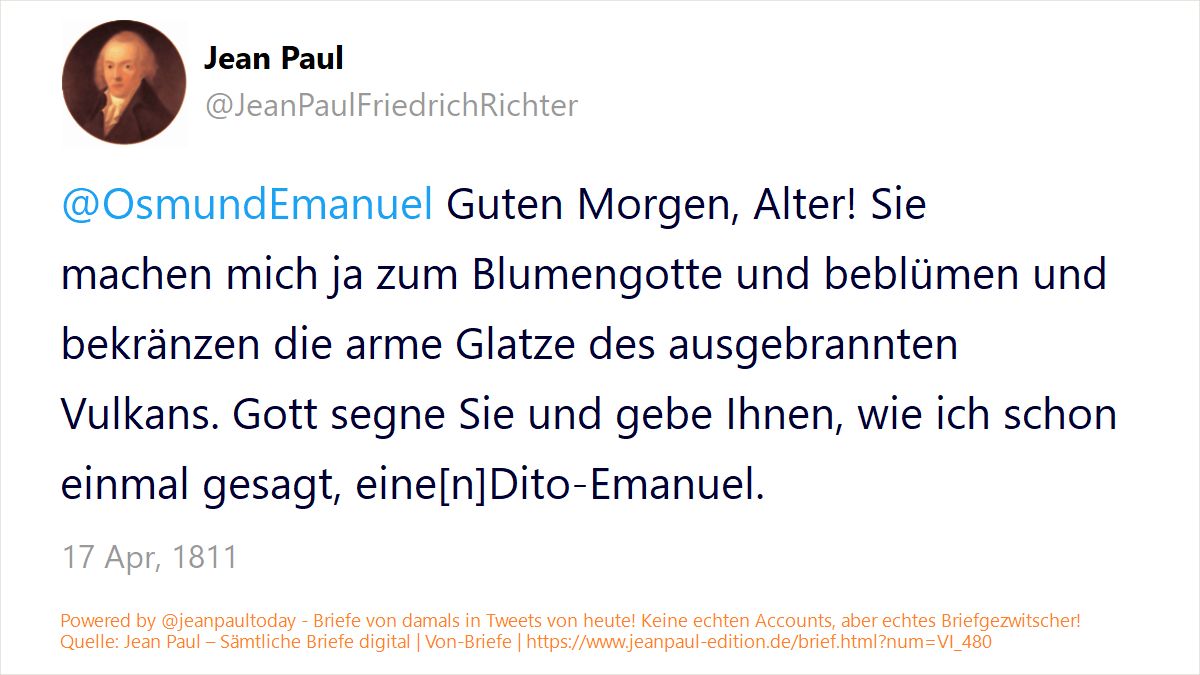 Jean Paul
@JeanPaulFriedrichRichter
@OsmundEmanuel Guten Morgen, Alter! Sie
machen mich ja zum Blumengotte und beblümen und
bekränzen die arme Glatze des ausgebrannten
Vulkans. Gott segne Sie und gebe Ihnen, wie ich schon
einmal gesagt, eine[n]Dito-Emanuel.
17 Apr, 1811
Powered by @jeanpaultoday - Briefe von damals in Tweets von heute! Keine echten Accounts, aber echtes Briefgezwitscher!
Quelle: Jean Paul – Sämtliche Briefe digital | Von-Briefe | https://www.jeanpaul-edition.de/brief.html?num=VI_480